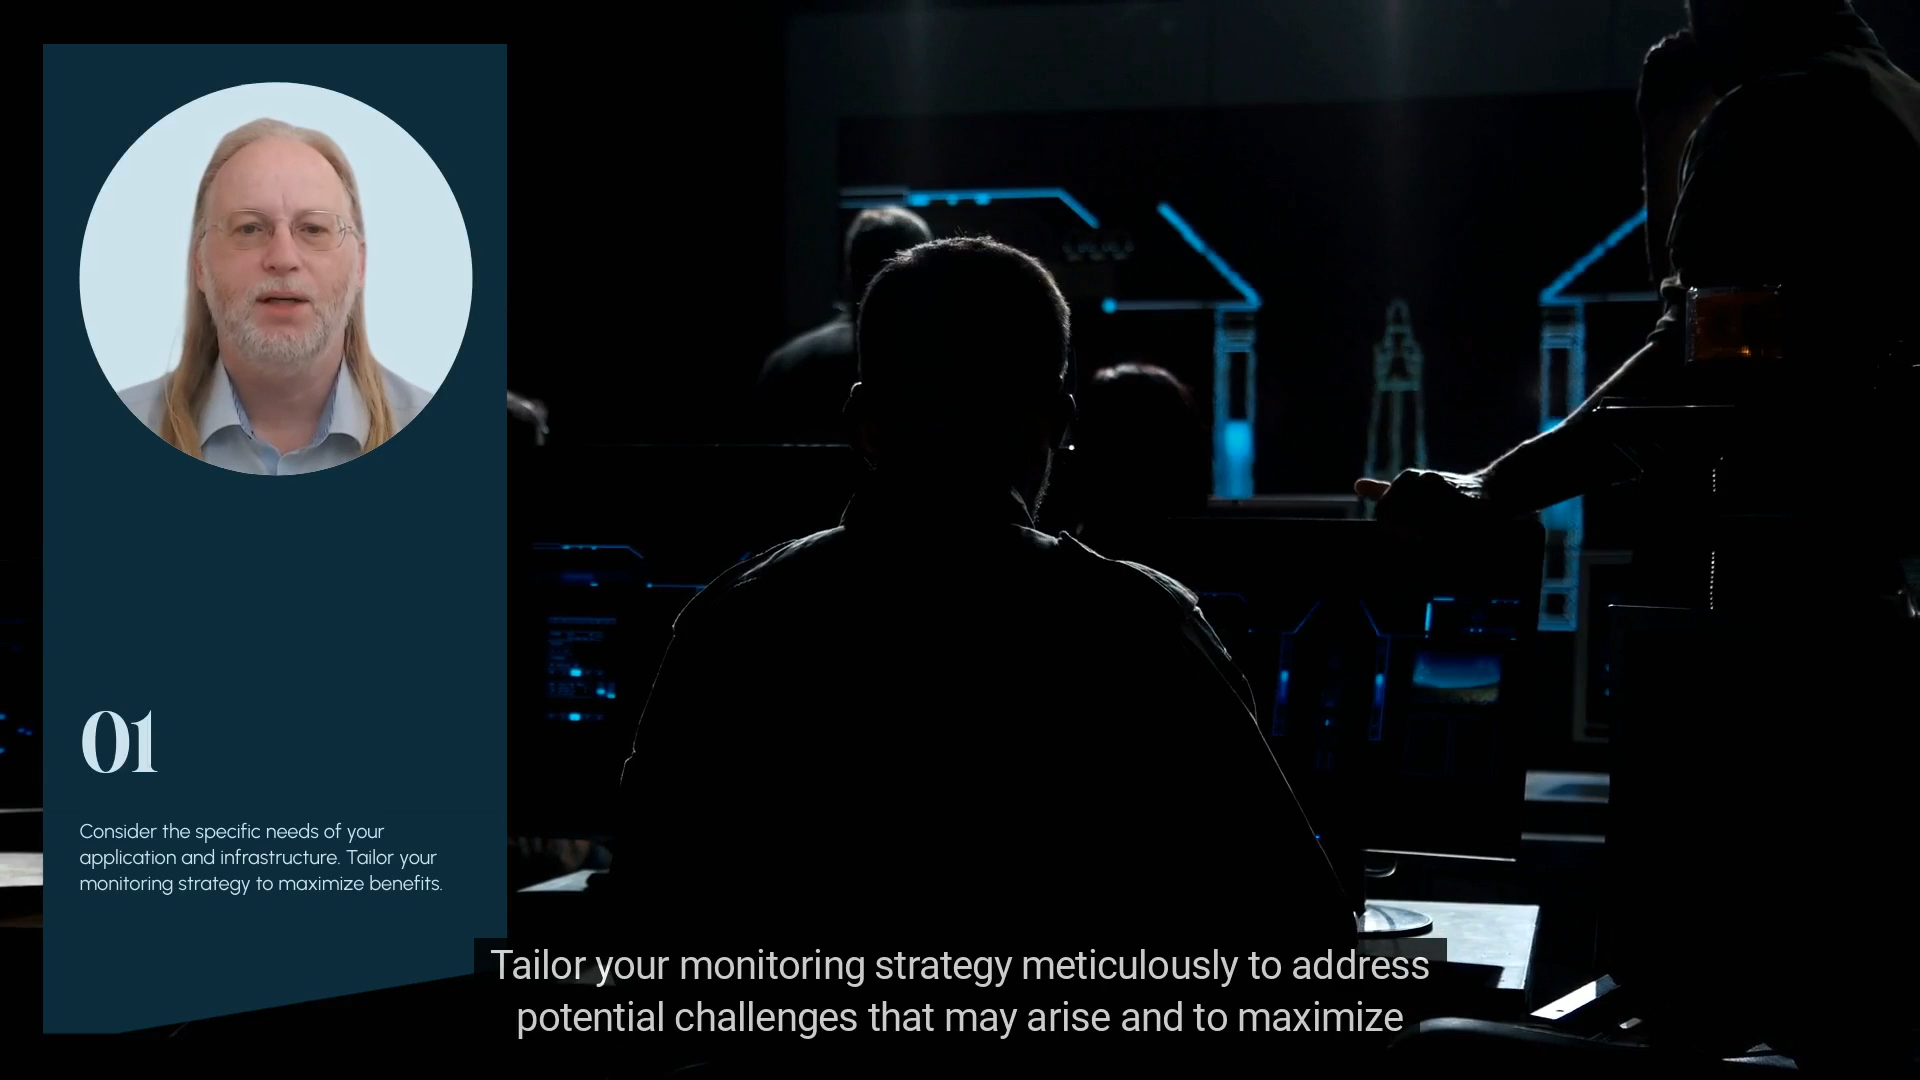 01
Consider the specific needs of your
application and infrastructure. Tailor your
monitoring strategy to maximize benefits.
Tailor your monitoring strategy meticulously to address
potential challenges that may arise and to maximize